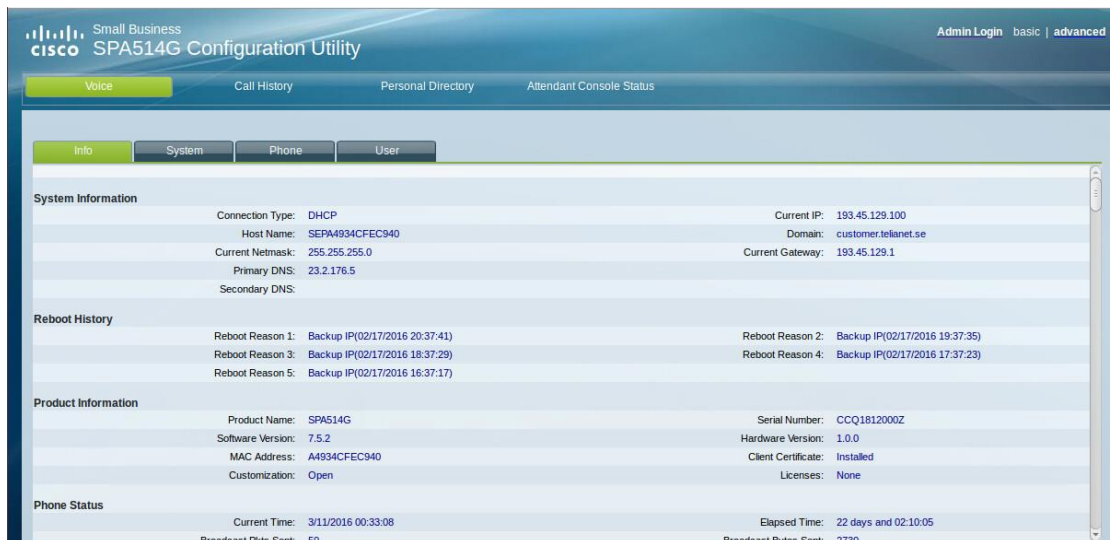 Small Business
cisco SPA514G Configuration Utility
Admin Login basic | advanced
Voice Call History Personal Directory Attendant Console Status
Info System Phone User
System Information
Connection Type: DHCP Current IP: 193.45.129.100
Host Name: SEPA4934CFEC940 Domain: customer.telianet.se
Current Netmask: 255.255.255.0 Current Gateway: 193.45.129.1
Primary DNS: 23.2.176.5
Secondary DNS:
Reboot History
Reboot Reason 1: Backup IP(02/17/2016 20:37:41) Reboot Reason 2: Backup IP(02/17/2016 19:37:35)
Reboot Reason 3: Backup IP(02/17/2016 18:37:29) Reboot Reason 4: Backup IP(02/17/2016 17:37:23)
Reboot Reason 5: Backup IP(02/17/2016 16:37:17)
Product Information
Product Name: SPA514G Serial Number: CCQ1812000Z
Software Version: 7.5.2 Hardware Version: 1.0.0
MAC Address: A4934CFEC940 Client Certificate: Installed
Customization: Open Licenses: None
Phone Status
Current Time: 3/11/2016 00:33:08 Elapsed Time: 22 days and 02:10:05
Broadcast Pkts Sent: 50 Broadcast Bytes Sent: 2730